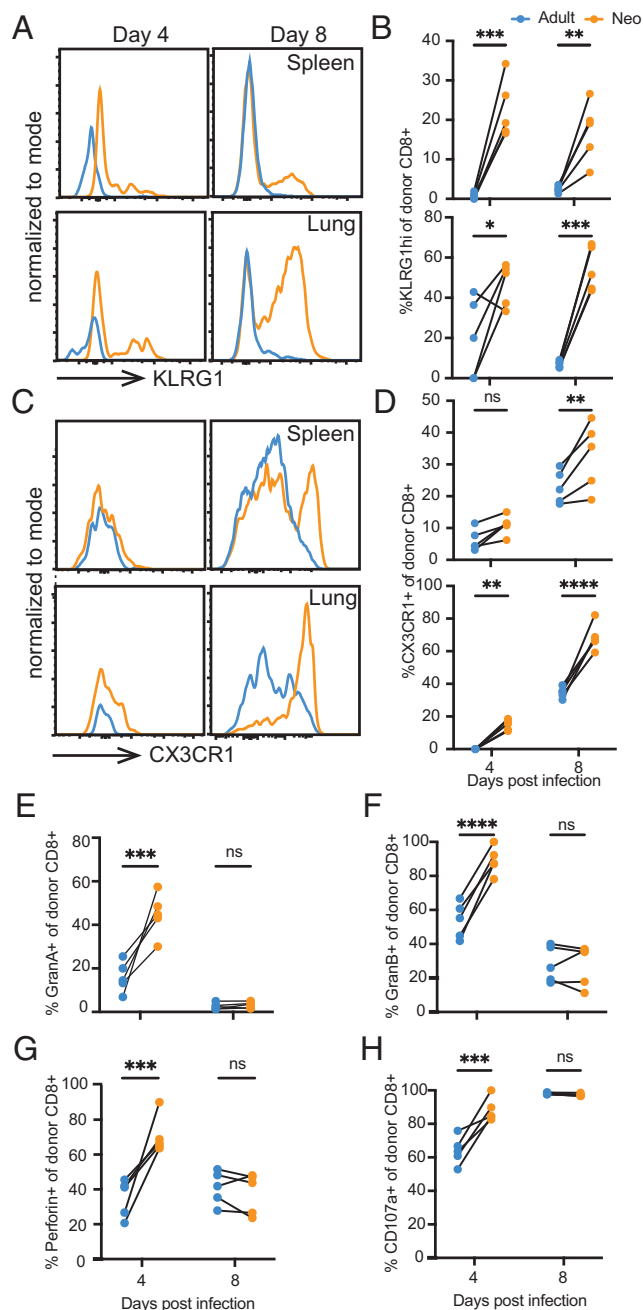 Adult Neo
A
Day 4 Day 8
Spleen
Lung
normalized to mode
KLRG1
B
*** **
40
30
20
10
0
* ***
80
60
40
20
0
%KLRG1hi of donor CD8+
C
Spleen
Lung
normalized to mode
CX3CR1
D
ns **
50
40
30
20
10
0
** ****
100
80
60
40
20
0
%CX3CR1+ of donor CD8+
4 8
Days post infection
E
*** ns
80
60
40
20
0
% GranA+ of donor CD8+
F
**** ns
100
80
60
40
20
0
% GranB+ of donor CD8+
G
*** ns
100
80
60
40
20
0
% Perforin+ of donor CD8+
4 8
Days post infection
H
*** ns
100
80
60
40
20
0
% CD107a+ of donor CD8+
4 8
Days post infection